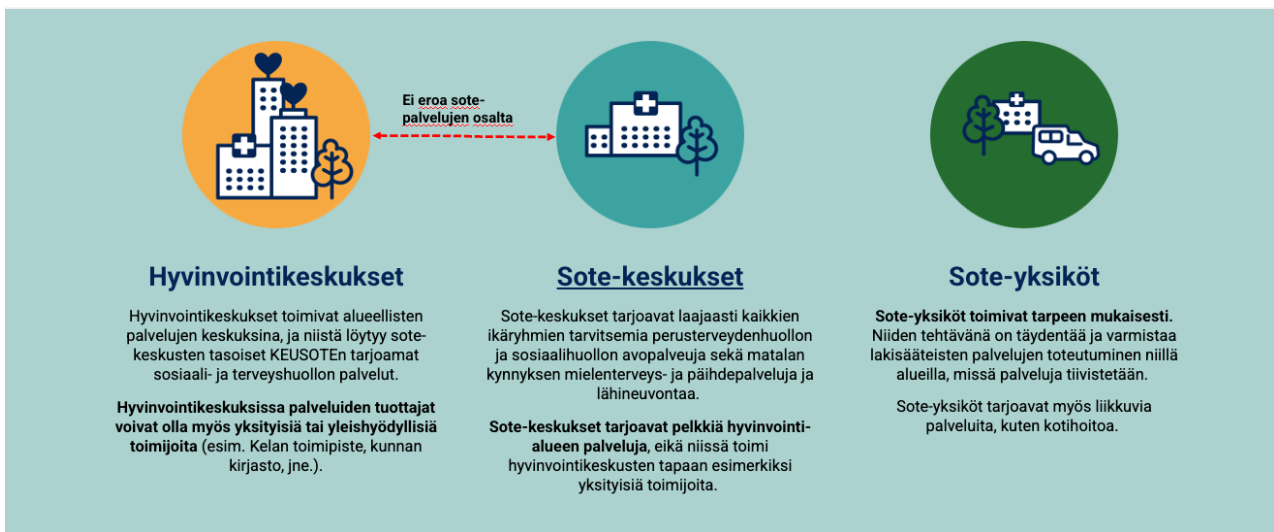 Ei eroa sote-
palvelujen osalta
Hyvinvointikeskukset
Hyvinvointikeskukset toimivat alueellisten
palvelujen keskuksina, ja niistä löytyy sote-
keskusten tasoiset KEUSOTEn tarjoamat
sosiaali- ja terveyshuollon palvelut.
Hyvinvointikeskuksissa palveluiden tuottajat
voivat olla myös yksityisiä tai yleishyödyllisiä
toimijoita (esim. Kelan toimipiste, kunnan
kirjasto, jne.).
Sote-keskukset
Sote-keskukset tarjoavat laajaasti kaikkien
ikäryhmien tarvitsemia perusterveydenhuollon
ja sosiaalihuollon avopalveuja sekä matalan
kynnyksen mielenterveys- ja päihdepalveluja ja
lähineuvontaa.
Sote-keskukset tarjoavat pelkkiä hyvinvointi-
alueen palveluja, eikä niissä toimi
hyvinvointikeskusten tapaan esimerkiksi
yksityisiä toimijoita.
Sote-yksiköt
Sote-yksiköt toimivat tarpeen mukaisesti.
Niiden tehtävänä on täydentää ja varmistaa
lakisääteisten palvelujen toteutuminen niillä
alueilla, missä palveluja tiivistetään.
Sote-yksiköt tarjoavat myös liikkuvia
palveluita, kuten kotihoitoa.